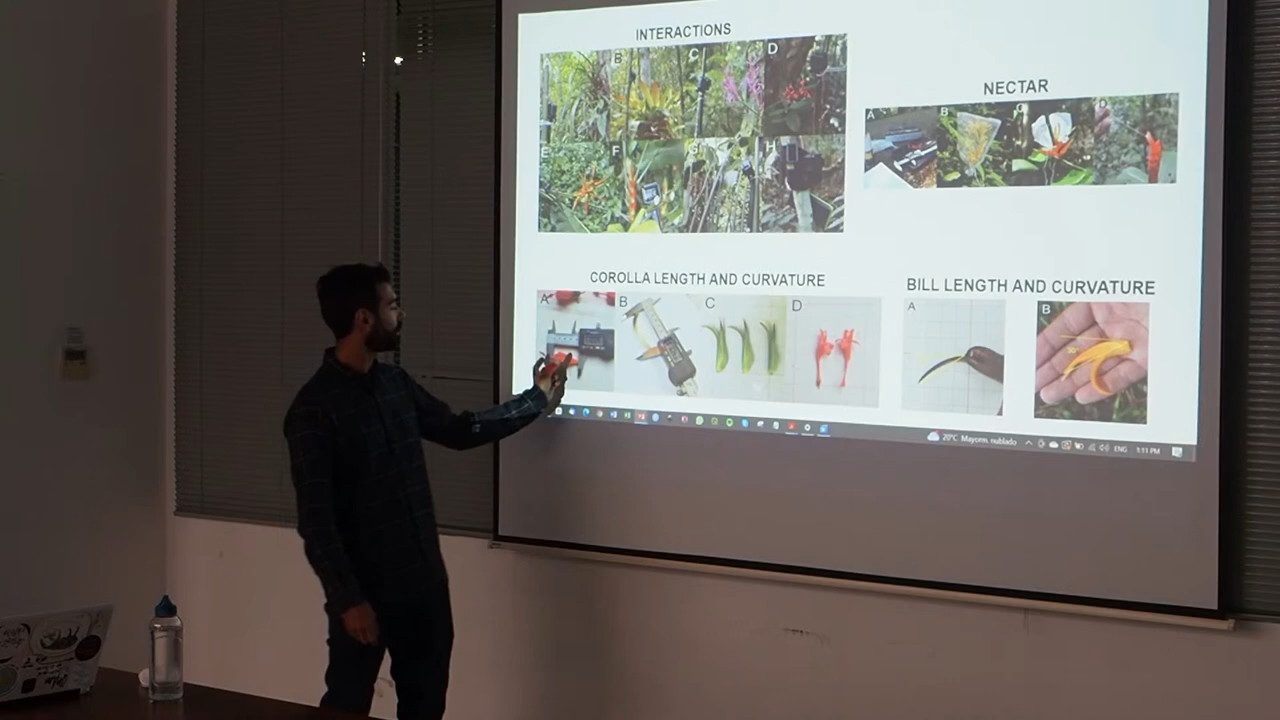 INTERACTIONS
B C D
E F G H
NECTAR
A B C D
COROLLA LENGTH AND CURVATURE
A B C D
BILL LENGTH AND CURVATURE
A B
20°C Mayorm. nublado ENG 1:11 PM